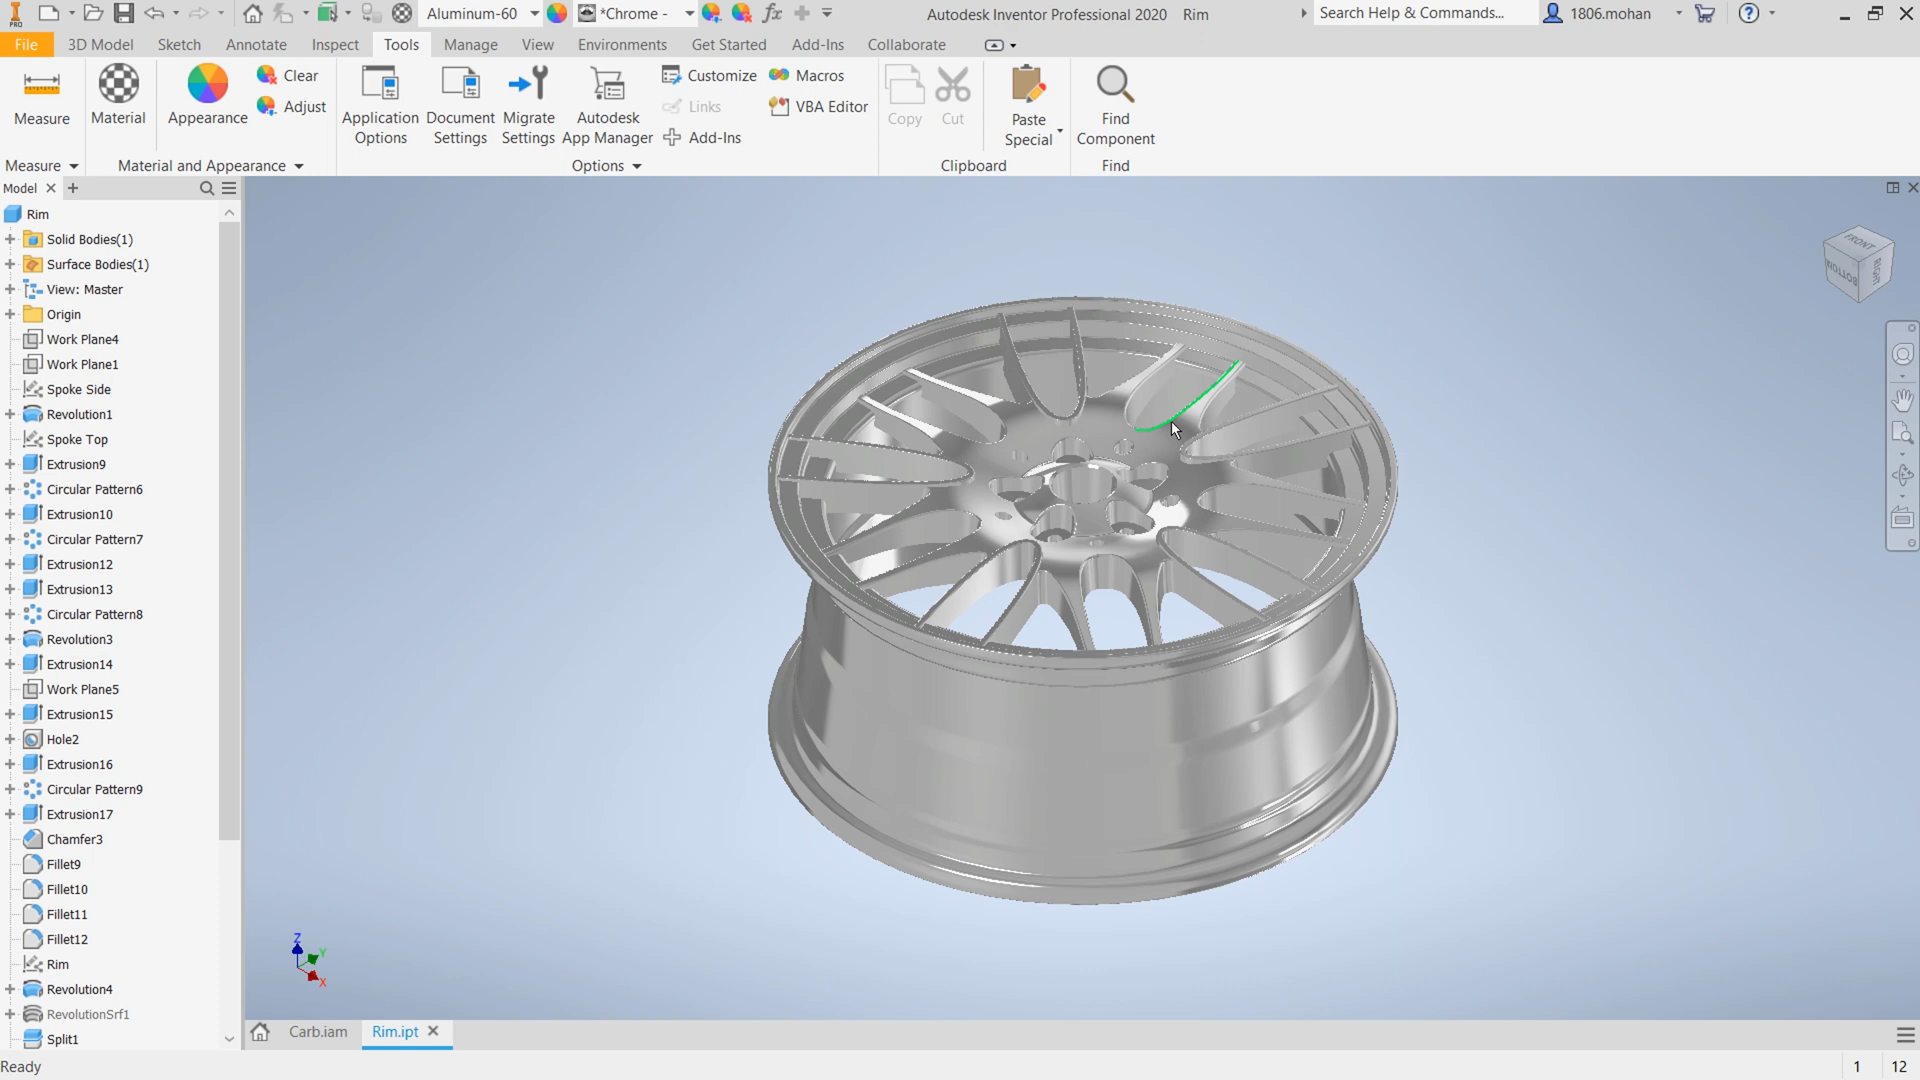 PRO
Aluminum-60
*Chrome -
fx
Autodesk Inventor Professional 2020 Rim
Search Help & Commands...
1806.mohan
?
File 3D Model Sketch Annotate Inspect Tools Manage View Environments Get Started Add-Ins Collaborate
Measure
Material
Appearance
Clear
Adjust
Application Options
Document Settings
Migrate Settings
Autodesk App Manager
Customize
Links
Add-Ins
Macros
VBA Editor
Copy
Cut
Paste Special
Find Component
Measure
Material and Appearance
Options
Clipboard
Find
Model
Rim
Solid Bodies(1)
Surface Bodies(1)
View: Master
Origin
Work Plane4
Work Plane1
Spoke Side
Revolution1
Spoke Top
Extrusion9
Circular Pattern6
Extrusion10
Circular Pattern7
Extrusion12
Extrusion13
Circular Pattern8
Revolution3
Extrusion14
Work Plane5
Extrusion15
Hole2
Extrusion16
Circular Pattern9
Extrusion17
Chamfer3
Fillet9
Fillet10
Fillet11
Fillet12
Rim
Revolution4
RevolutionSrf1
Split1
FRONT
BOTTOM
RIGHT
Z
Y
X
Carb.iam
Rim.ipt
Ready
1
12